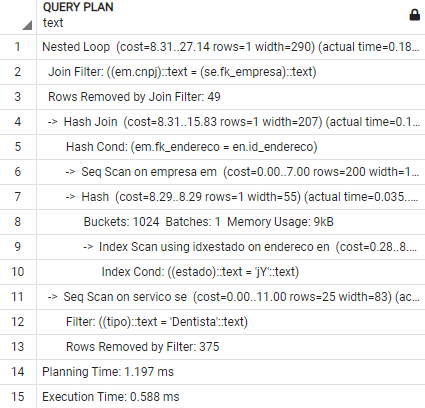 QUERY PLAN
text
1 Nested Loop (cost=8.31..27.14 rows=1 width=290) (actual time=0.18...
2 Join Filter: ((em.cnpj)::text = (se.fk_empresa)::text)
3 Rows Removed by Join Filter: 49
4 -> Hash Join (cost=8.31..15.83 rows=1 width=207) (actual time=0.1...
5 Hash Cond: (em.fk_endereco = en.id_endereco)
6 -> Seq Scan on empresa em (cost=0.00..7.00 rows=200 width=1...
7 -> Hash (cost=8.29..8.29 rows=1 width=55) (actual time=0.035....
8 Buckets: 1024 Batches: 1 Memory Usage: 9kB
9 -> Index Scan using idxestado on endereco en (cost=0.28..8....
10 Index Cond: ((estado)::text = 'jY'::text)
11 -> Seq Scan on servico se (cost=0.00..11.00 rows=25 width=83) (ac...
12 Filter: ((tipo)::text = 'Dentista'::text)
13 Rows Removed by Filter: 375
14 Planning Time: 1.197 ms
15 Execution Time: 0.588 ms